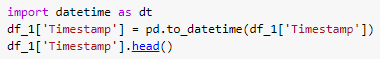 import datetime as dt
df_1['Timestamp'] = pd.to_datetime(df_1['Timestamp'])
df_1['Timestamp'].head()